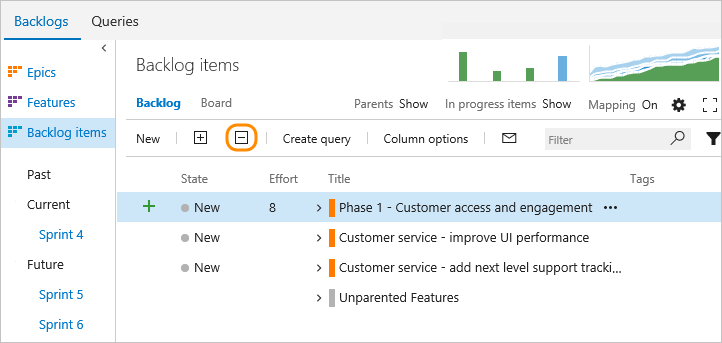 Backlogs Queries
Epics
Features
Backlog items
Past
Current
Sprint 4
Future
Sprint 5
Sprint 6
Backlog items
Backlog Board Parents Show In progress items Show Mapping On
New Create query Column options Filter
State Effort Title Tags
New 8 Phase 1 - Customer access and engagement
New Customer service - improve UI performance
New Customer service - add next level support tracki...
Unparented Features